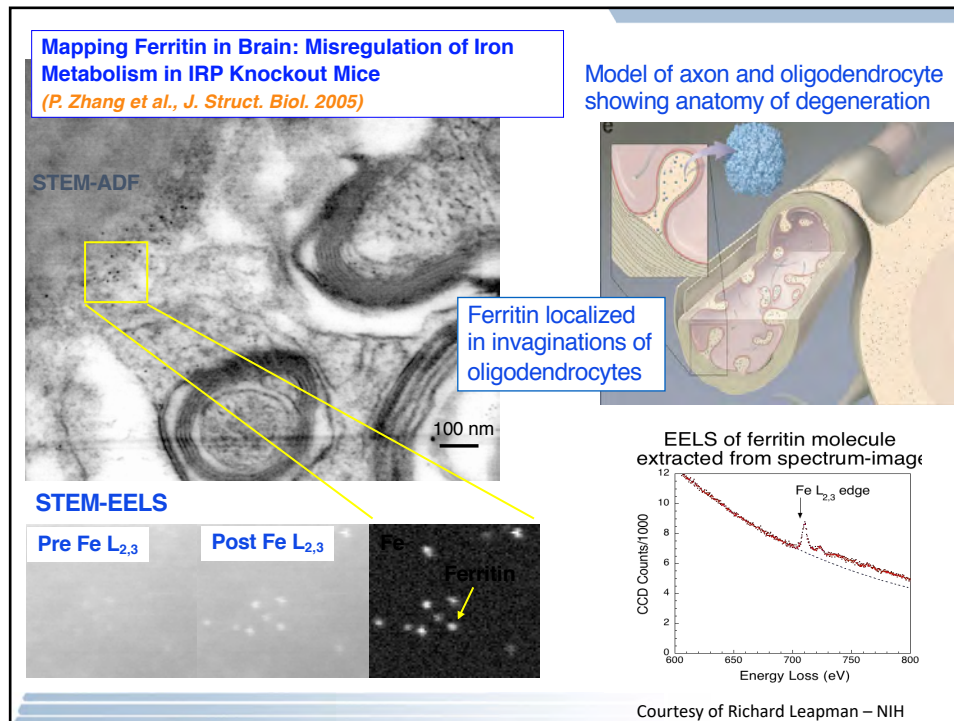 Mapping Ferritin in Brain: Misregulation of Iron
Metabolism in IRP Knockout Mice
(P. Zhang et al., J. Struct. Biol. 2005)
Model of axon and oligodendrocyte
showing anatomy of degeneration
e
STEM-ADF
Ferritin localized
in invaginations of
oligodendrocytes
100 nm
STEM-EELS
Pre Fe L2,3
Post Fe L2,3
Fe
Ferritin
EELS of ferritin molecule
extracted from spectrum-image
Fe L2,3 edge
CCD Counts/1000
12
10
8
6
4
2
0
600 650 700 750 800
Energy Loss (eV)
Courtesy of Richard Leapman – NIH